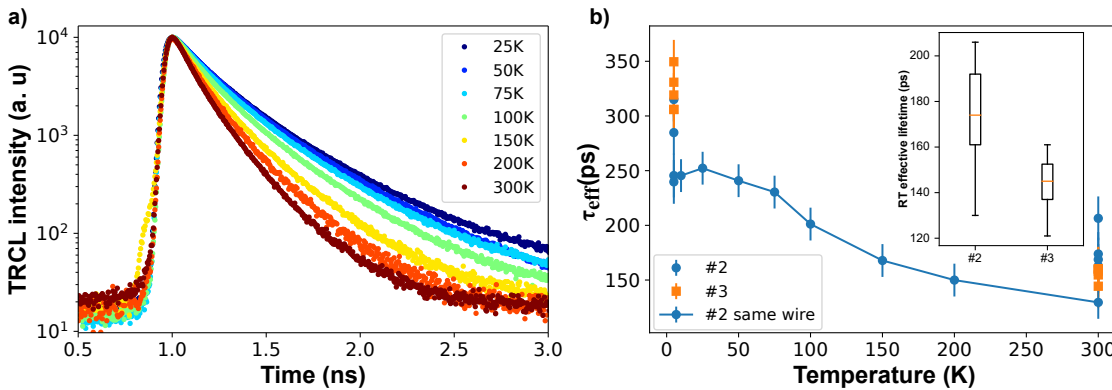 a)
TRCL intensity (a. u)
10⁴
10³
10²
10¹
25K
50K
75K
100K
150K
200K
300K
0.5
1.0
1.5
2.0
2.5
3.0
Time (ns)
b)
τeff(ps)
350
300
250
200
150
#2
#3
#2 same wire
0
50
100
150
200
250
300
Temperature (K)
RT effective lifetime (ps)
200
180
160
140
120
#2
#3